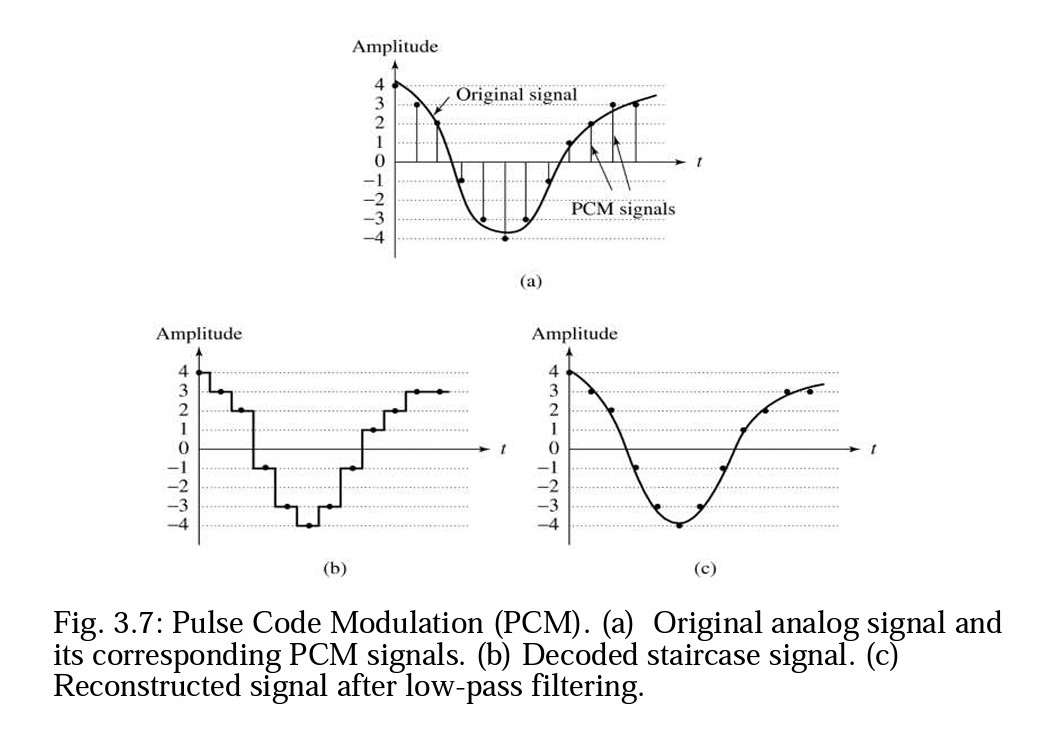 Amplitude
4
Original signal
3
2
1
0
t
−1
−2
PCM signals
−3
−4
(a)
Amplitude
4
3
2
1
0
t
−1
−2
−3
−4
(b)
Amplitude
4
3
2
1
0
t
−1
−2
−3
−4
(c)
Fig. 3.7: Pulse Code Modulation (PCM). (a) Original analog signal and
its corresponding PCM signals. (b) Decoded staircase signal. (c)
Reconstructed signal after low-pass filtering.